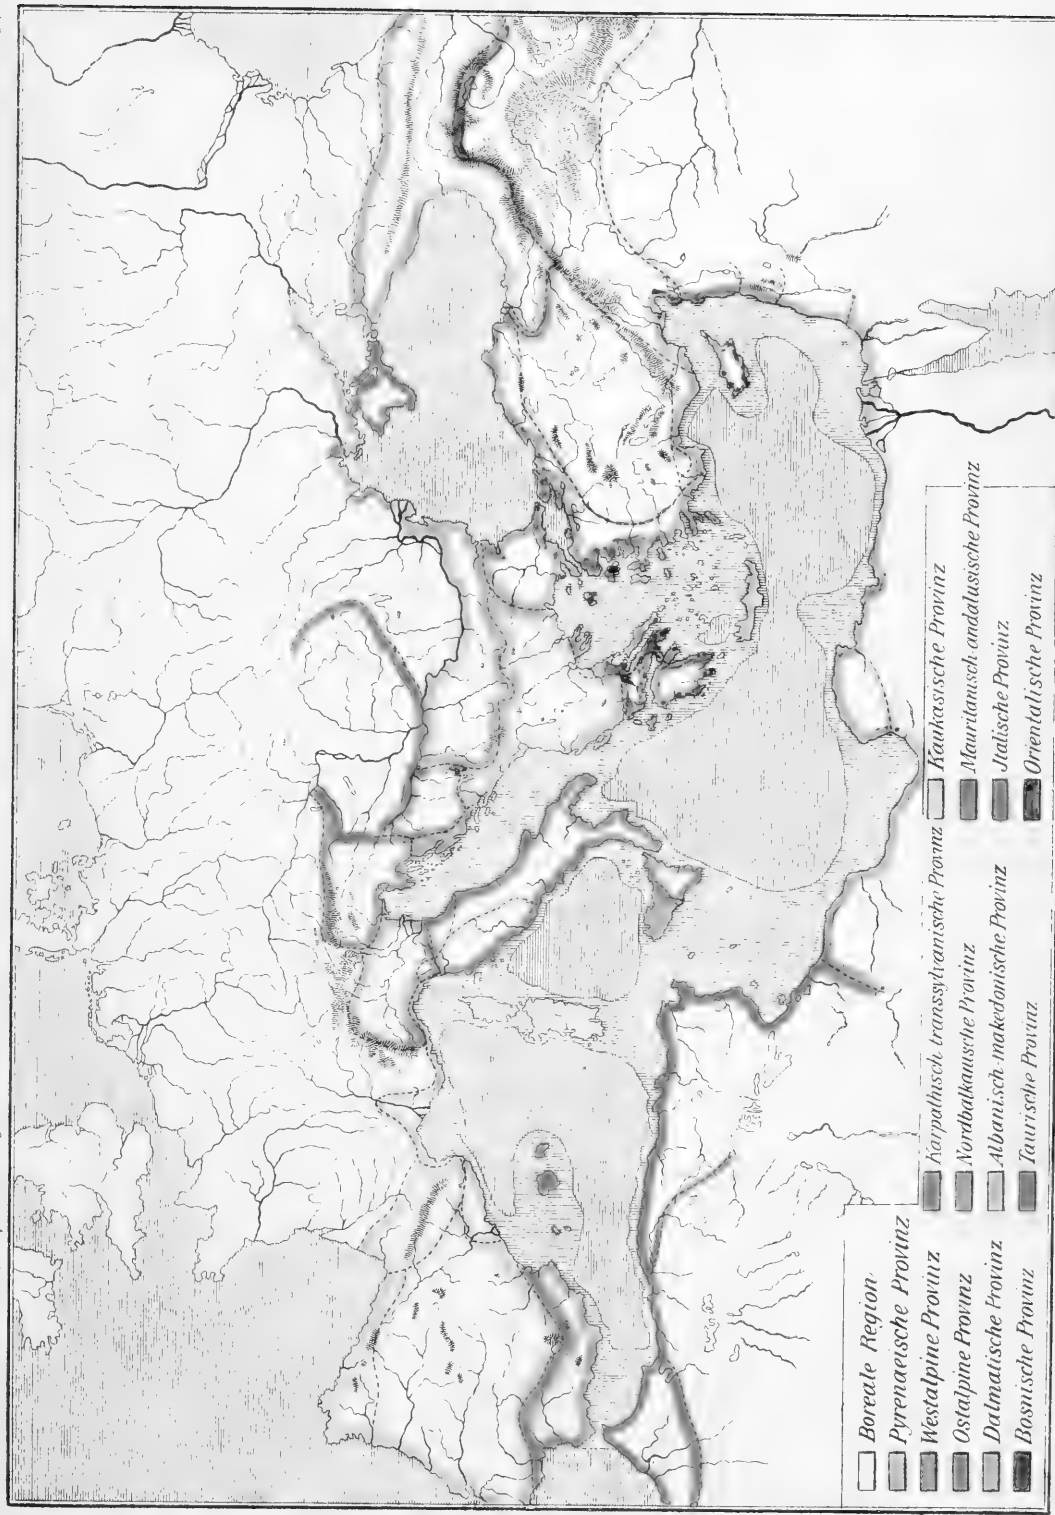 Boreale Region
Pyrenaeische Provinz
Westalpine Provinz
Ostalpine Provinz
Dalmatische Provinz
Bosnische Provinz
Karpathisch transsylvanische Provinz
Nordbalkanische Provinz
Albanisch-makedonische Provinz
Taurische Provinz
Kaukasische Provinz
Mauritanisch-andalusische Provinz
Italische Provinz
Orientalische Provinz